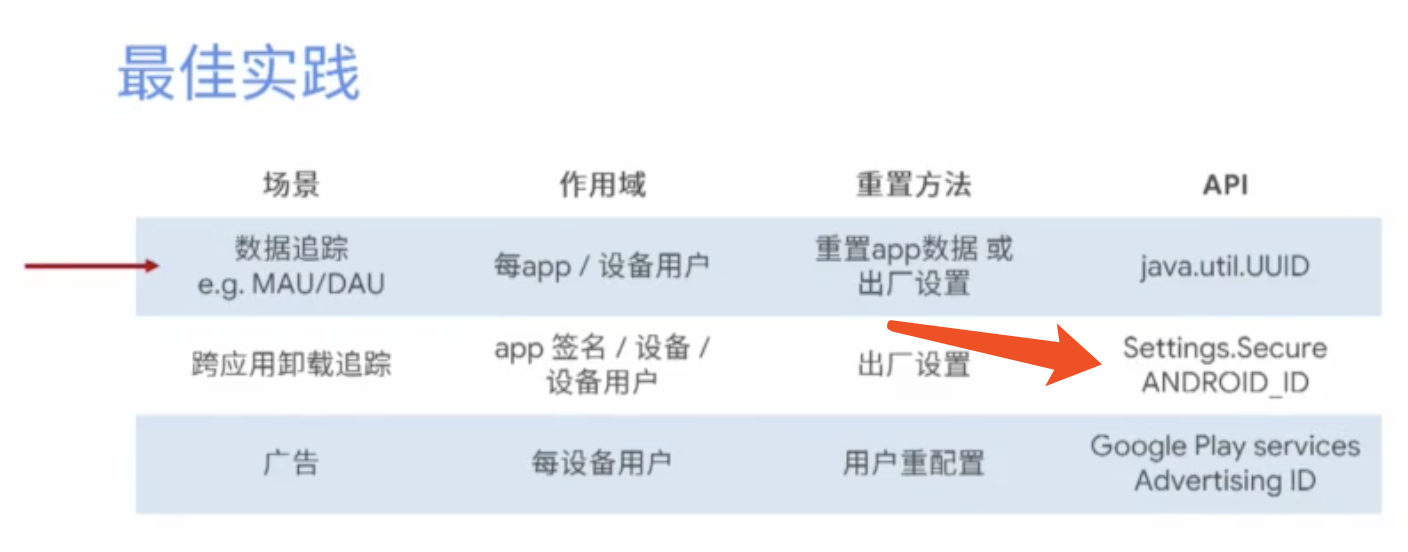 最佳实践
场景 作用域 重置方法 API
数据追踪
e.g. MAU/DAU
每app / 设备用户
重置app数据 或
出厂设置
java.util.UUID
跨应用卸载追踪
app 签名 / 设备 /
设备用户
出厂设置
Settings.Secure
ANDROID_ID
广告
每设备用户
用户重配置
Google Play services
Advertising ID